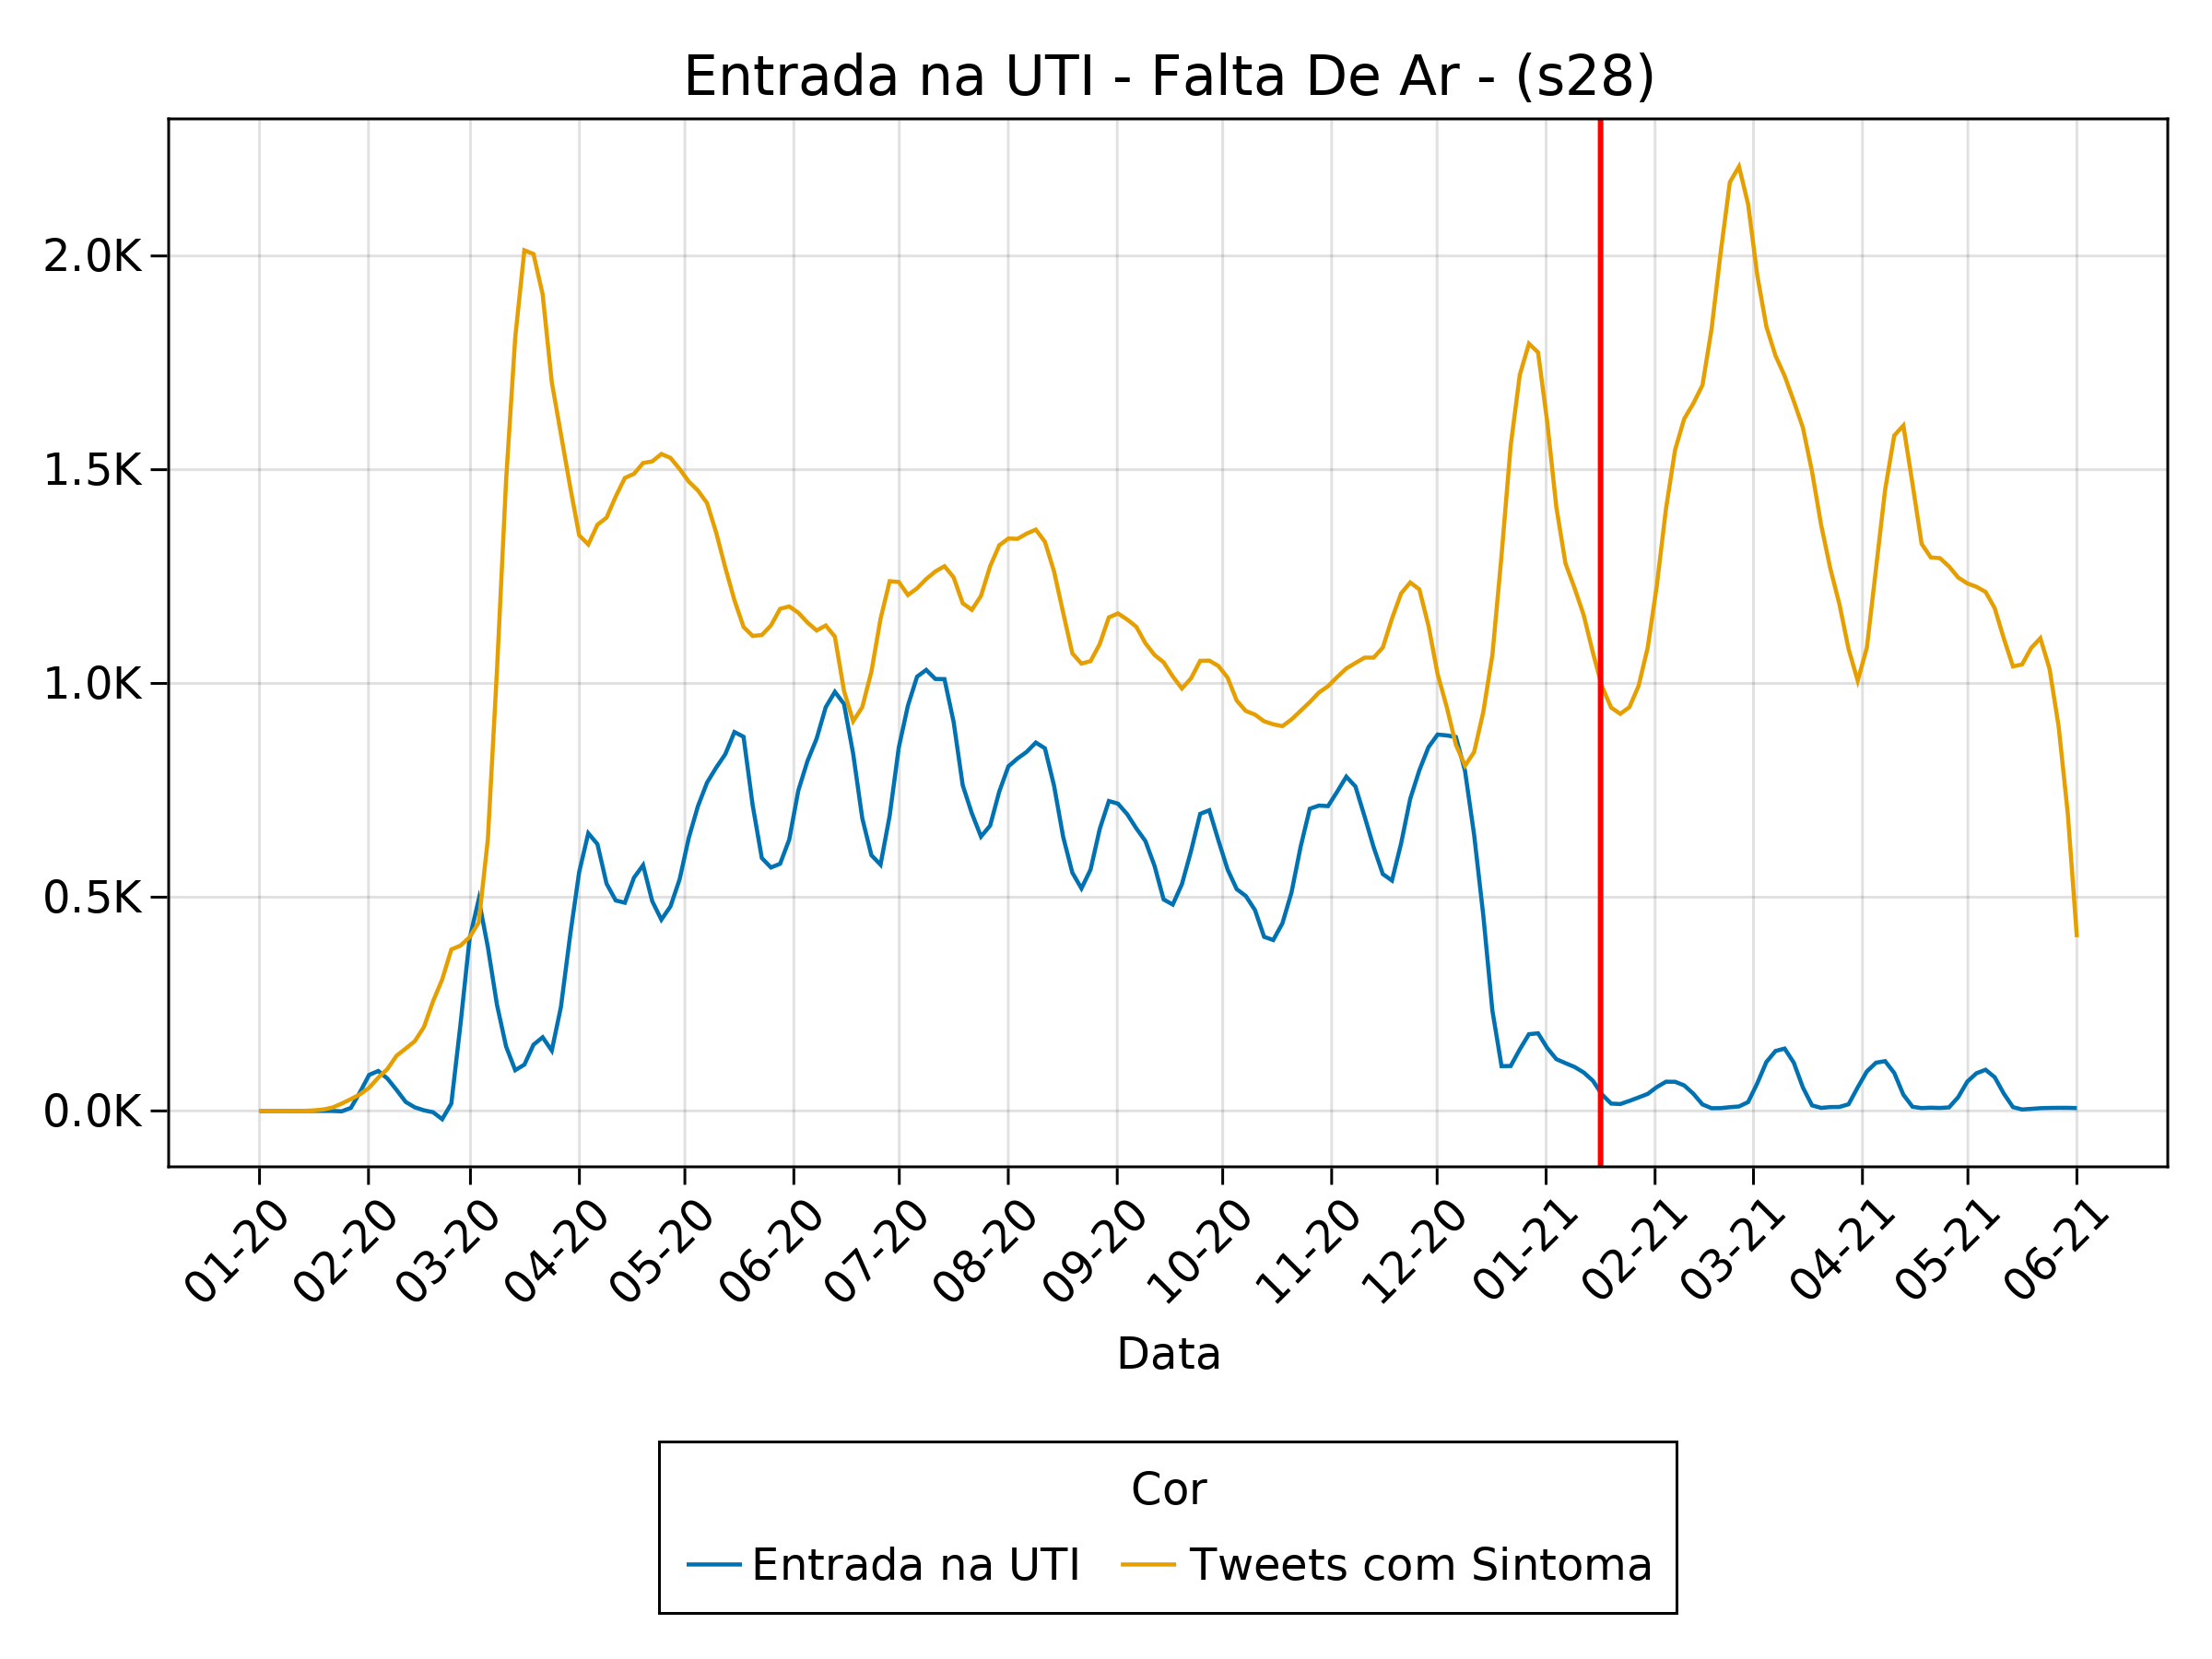 Entrada na UTI - Falta De Ar - (s28)
2.0K
1.5K
1.0K
0.5K
0.0K
01-20 02-20 03-20 04-20 05-20 06-20 07-20 08-20 09-20 10-20 11-20 12-20 01-21 02-21 03-21 04-21 05-21 06-21
Data
Cor
Entrada na UTI Tweets com Sintoma